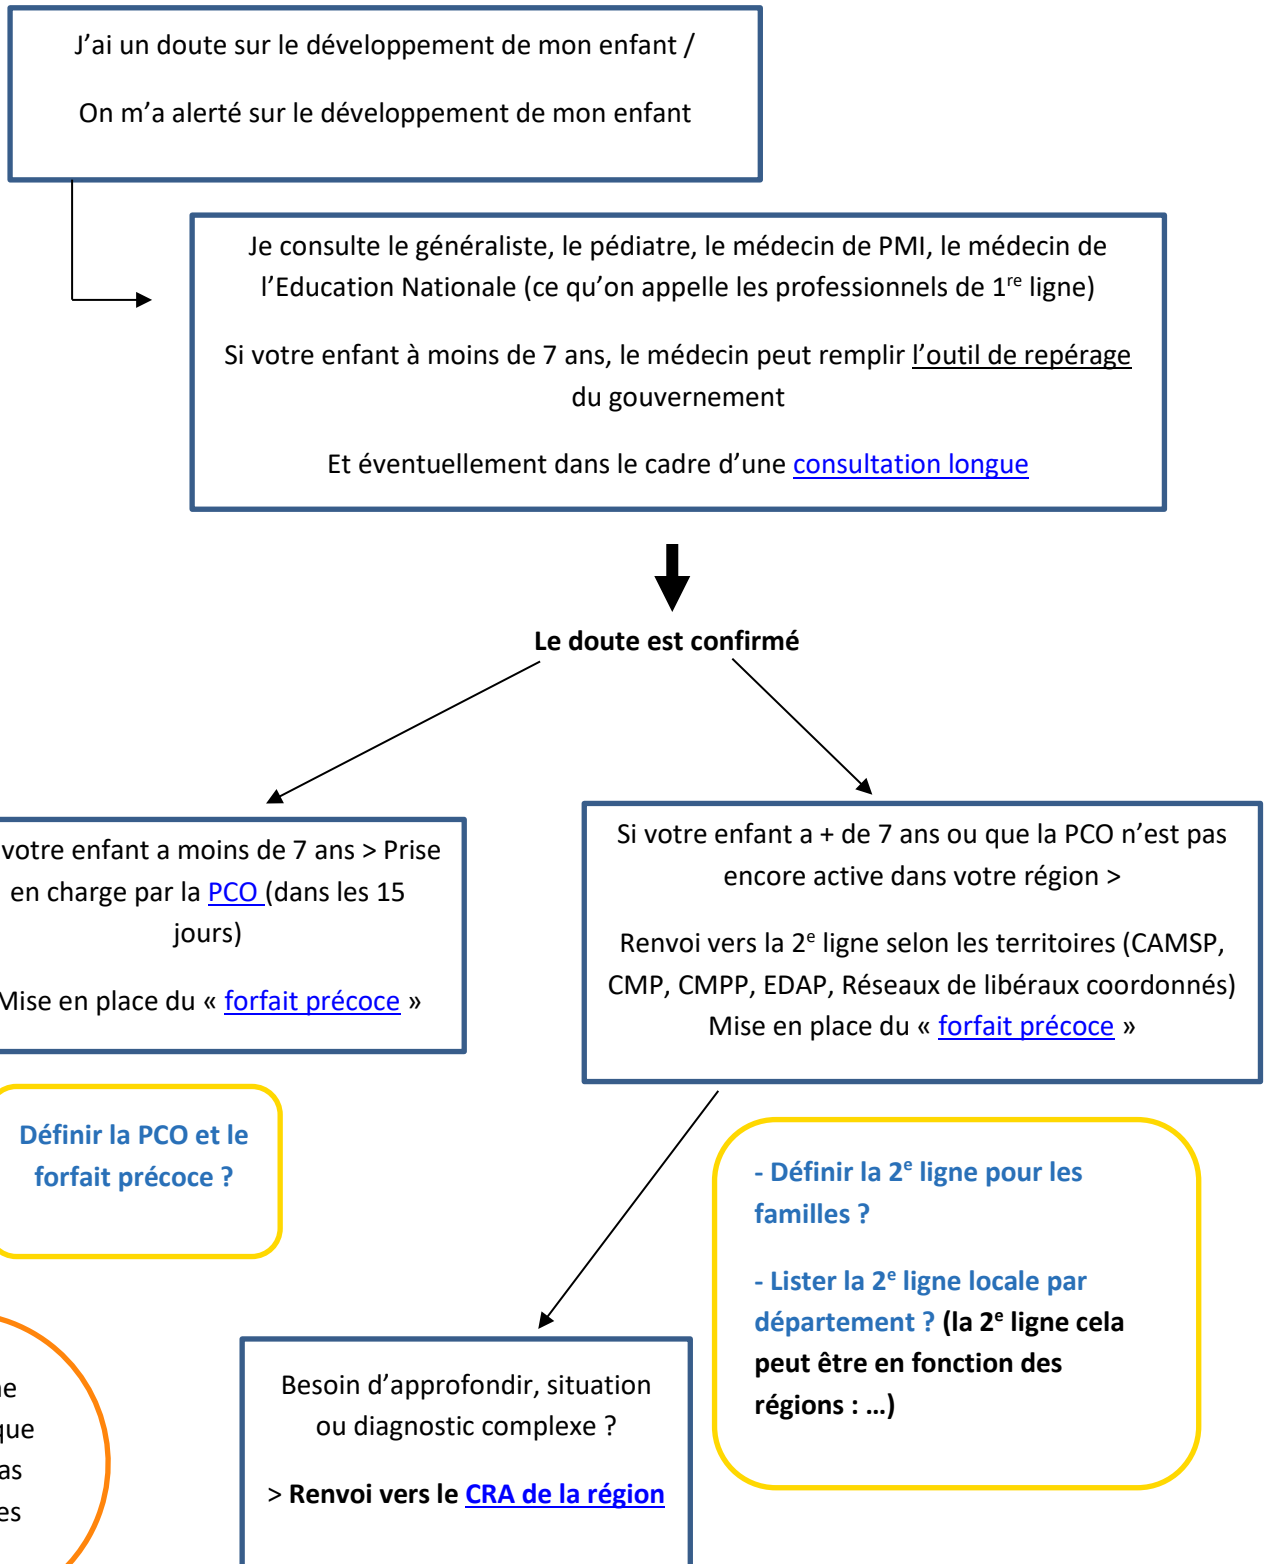 J’ai un doute sur le développement de mon enfant /
On m’a alerté sur le développement de mon enfant
Je consulte le généraliste, le pédiatre, le médecin de PMI, le médecin de
l’Education Nationale (ce qu’on appelle les professionnels de 1re ligne)
Si votre enfant à moins de 7 ans, le médecin peut remplir l’outil de repérage
du gouvernement
Et éventuellement dans le cadre d’une consultation longue
Le doute est confirmé
votre enfant a moins de 7 ans > Prise
en charge par la PCO (dans les 15
jours)
Mise en place du « forfait précoce »
Si votre enfant a + de 7 ans ou que la PCO n’est pas
encore active dans votre région >
Renvoi vers la 2e ligne selon les territoires (CAMSP,
CMP, CMPP, EDAP, Réseaux de libéraux coordonnés)
Mise en place du « forfait précoce »
Définir la PCO et le
forfait précoce ?
- Définir la 2e ligne pour les
familles ?
- Lister la 2e ligne locale par
département ? (la 2e ligne cela
peut être en fonction des
régions : …)
Besoin d’approfondir, situation
ou diagnostic complexe ?
> Renvoi vers le CRA de la région